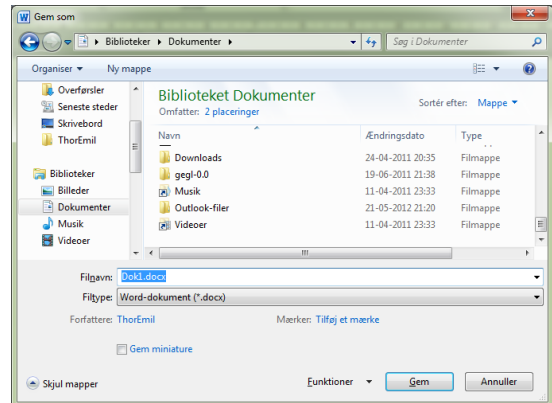 Gem som
Biblioteker Dokumenter
Søg i Dokumenter
Organiser Ny mappe
Overførsler
Seneste steder
Skrivebord
ThorEmil
Biblioteker
Billeder
Dokumenter
Musik
Videoer
Biblioteket Dokumenter
Omfatter: 2 placeringer
Sortér efter: Mappe
Navn Ændringsdato Type
Downloads 24-04-2011 20:35 Filmappe
gegl-0.0 19-06-2011 21:38 Filmappe
Musik 11-04-2011 23:33 Filmappe
Outlook-filer 21-05-2012 21:20 Filmappe
Videoer 11-04-2011 23:33 Filmappe
Filnavn: Dok1.docx
Filtype: Word-dokument (*.docx)
Forfattere: ThorEmil Mærker: Tilføj et mærke
Gem miniature
Skjul mapper Funktioner Gem Annuller